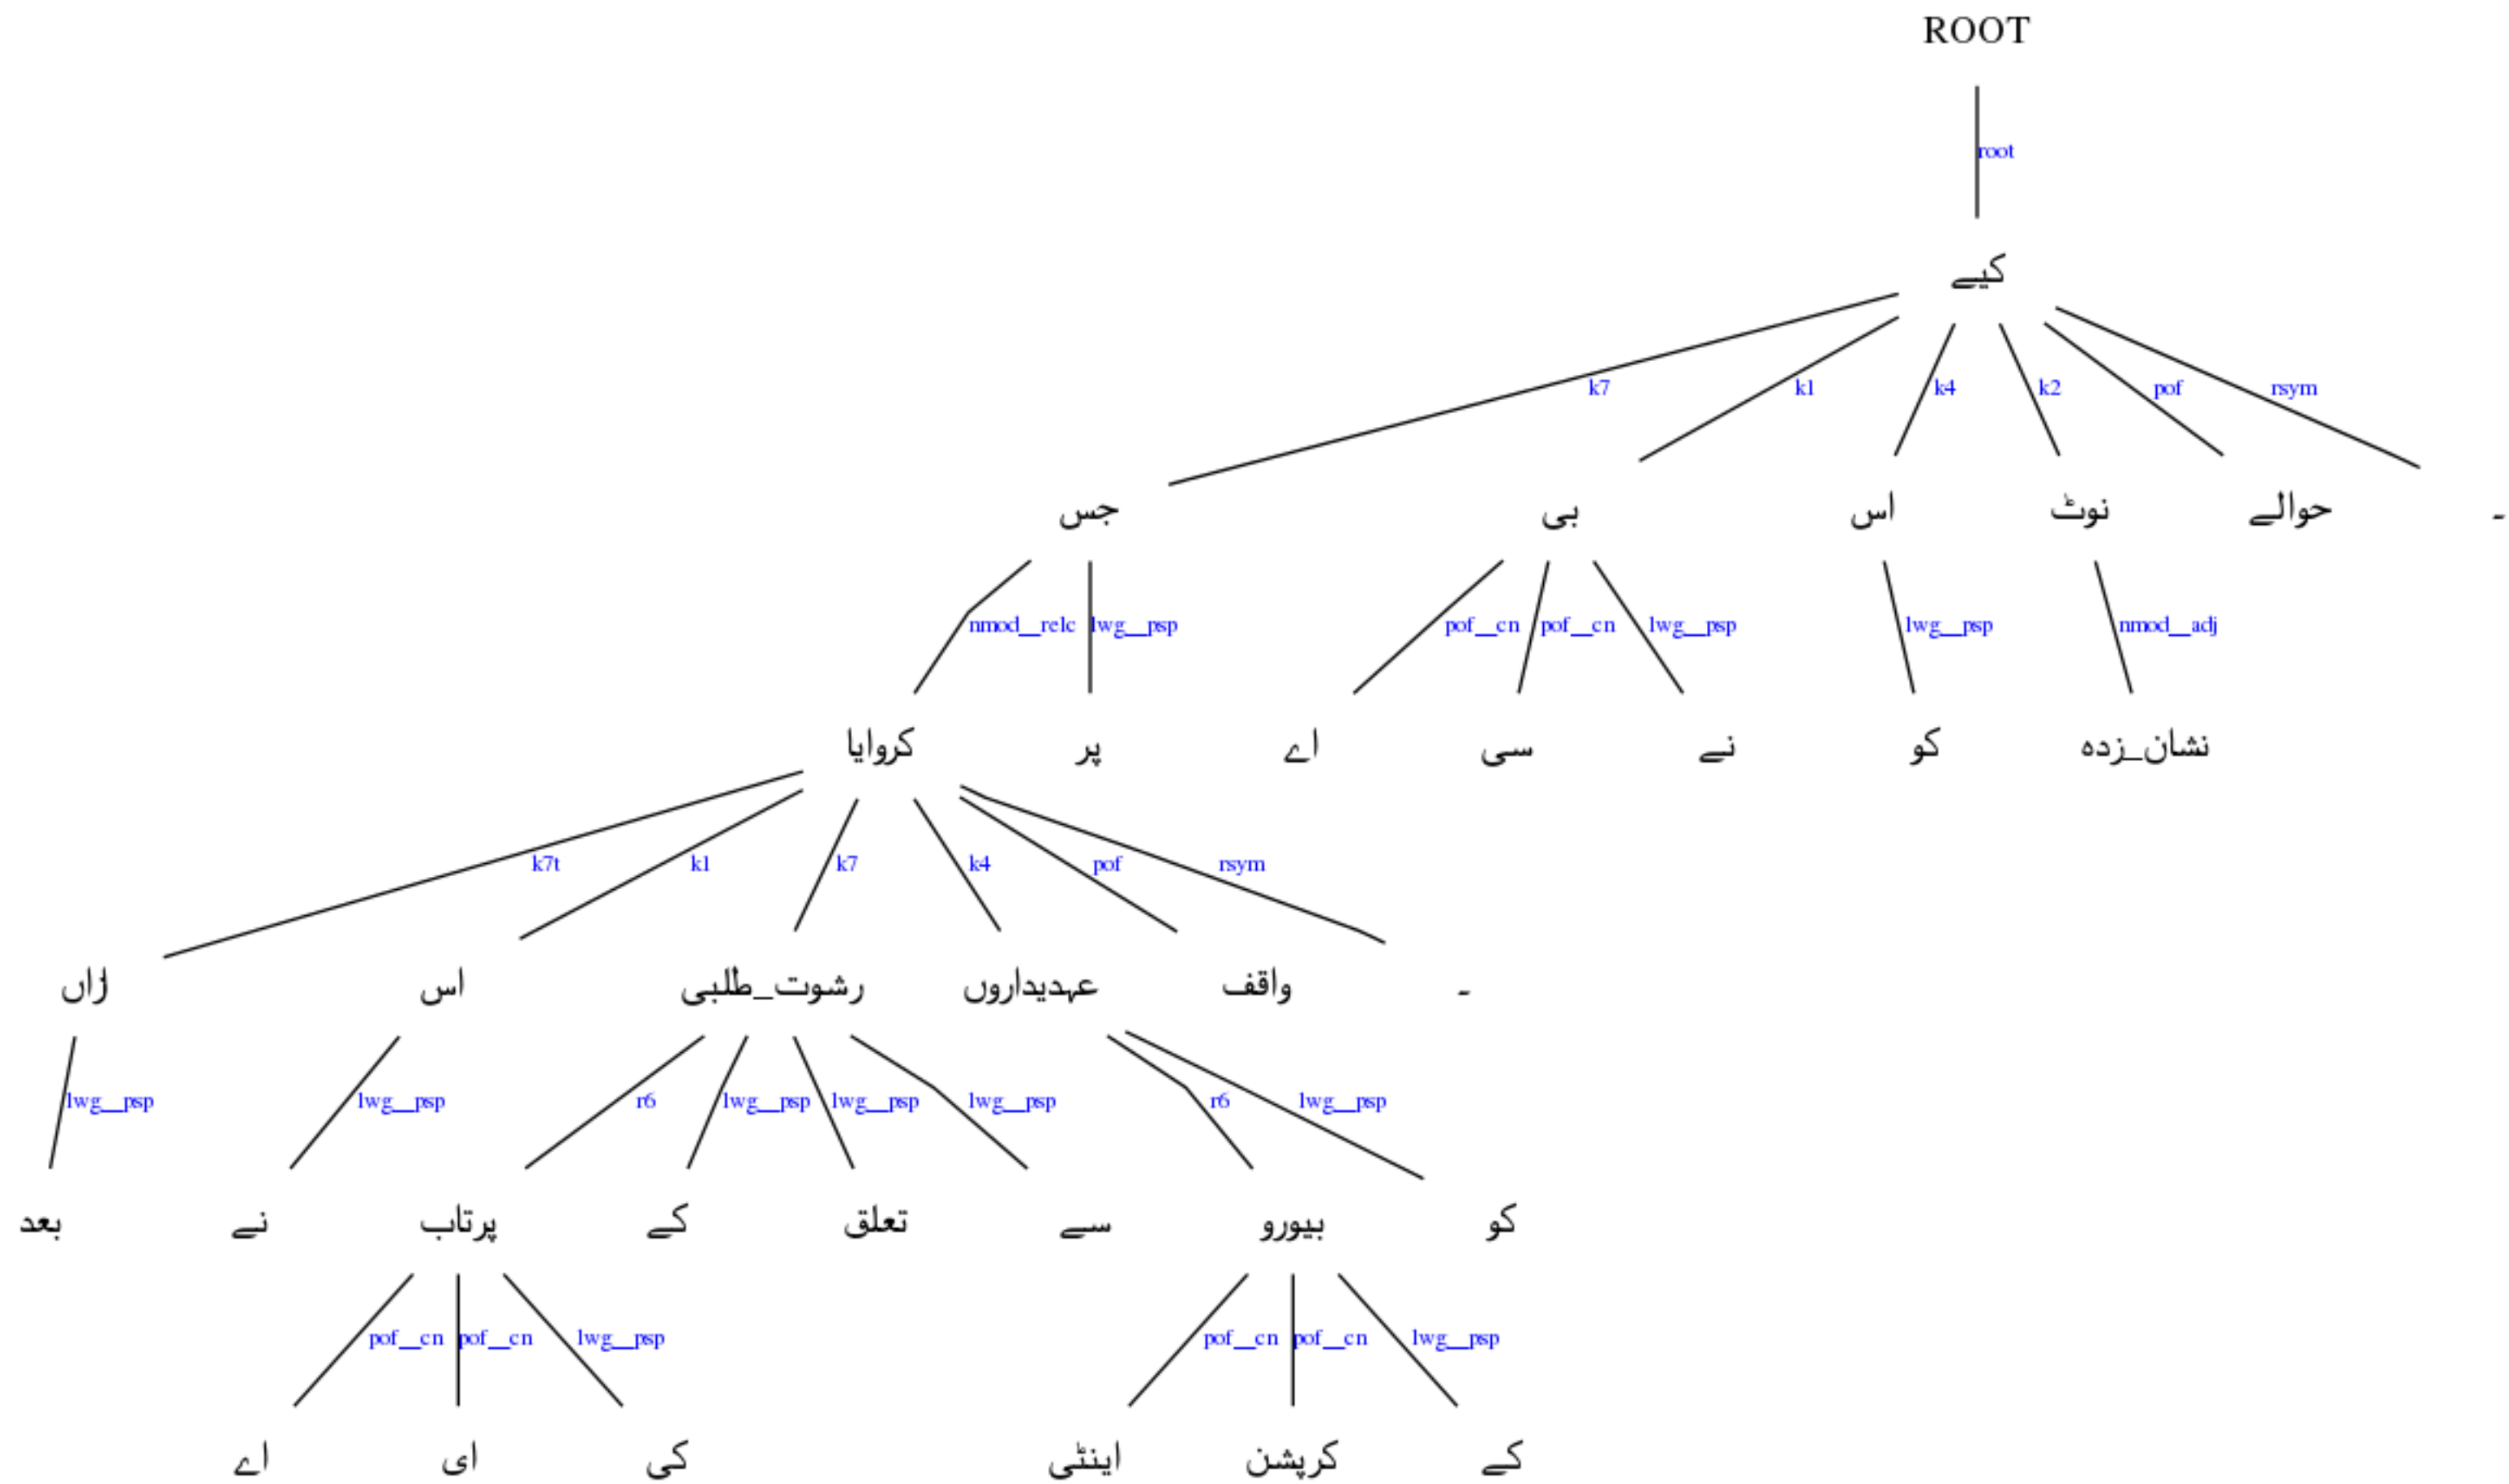 ROOT
root
کیے
k7 k1 k4 k2 pof rsym
جس بی اس نوٹ حوالے ۔
nmod__relc lwg__psp pof__cn pof__cn lwg__psp lwg__psp nmod__adj
کروایا پر اے سی نے کو نشان_زدہ
k7t k1 k7 k4 pof rsym
ازاں اس رشوت_طلبی عہدیداروں واقف ۔
lwg__psp lwg__psp r6 lwg__psp lwg__psp lwg__psp r6 lwg__psp
بعد نے پرتاب کے تعلق سے بیورو کو
pof__cn pof__cn lwg__psp pof__cn pof__cn lwg__psp
اے ای کی اینٹی کرپشن کے